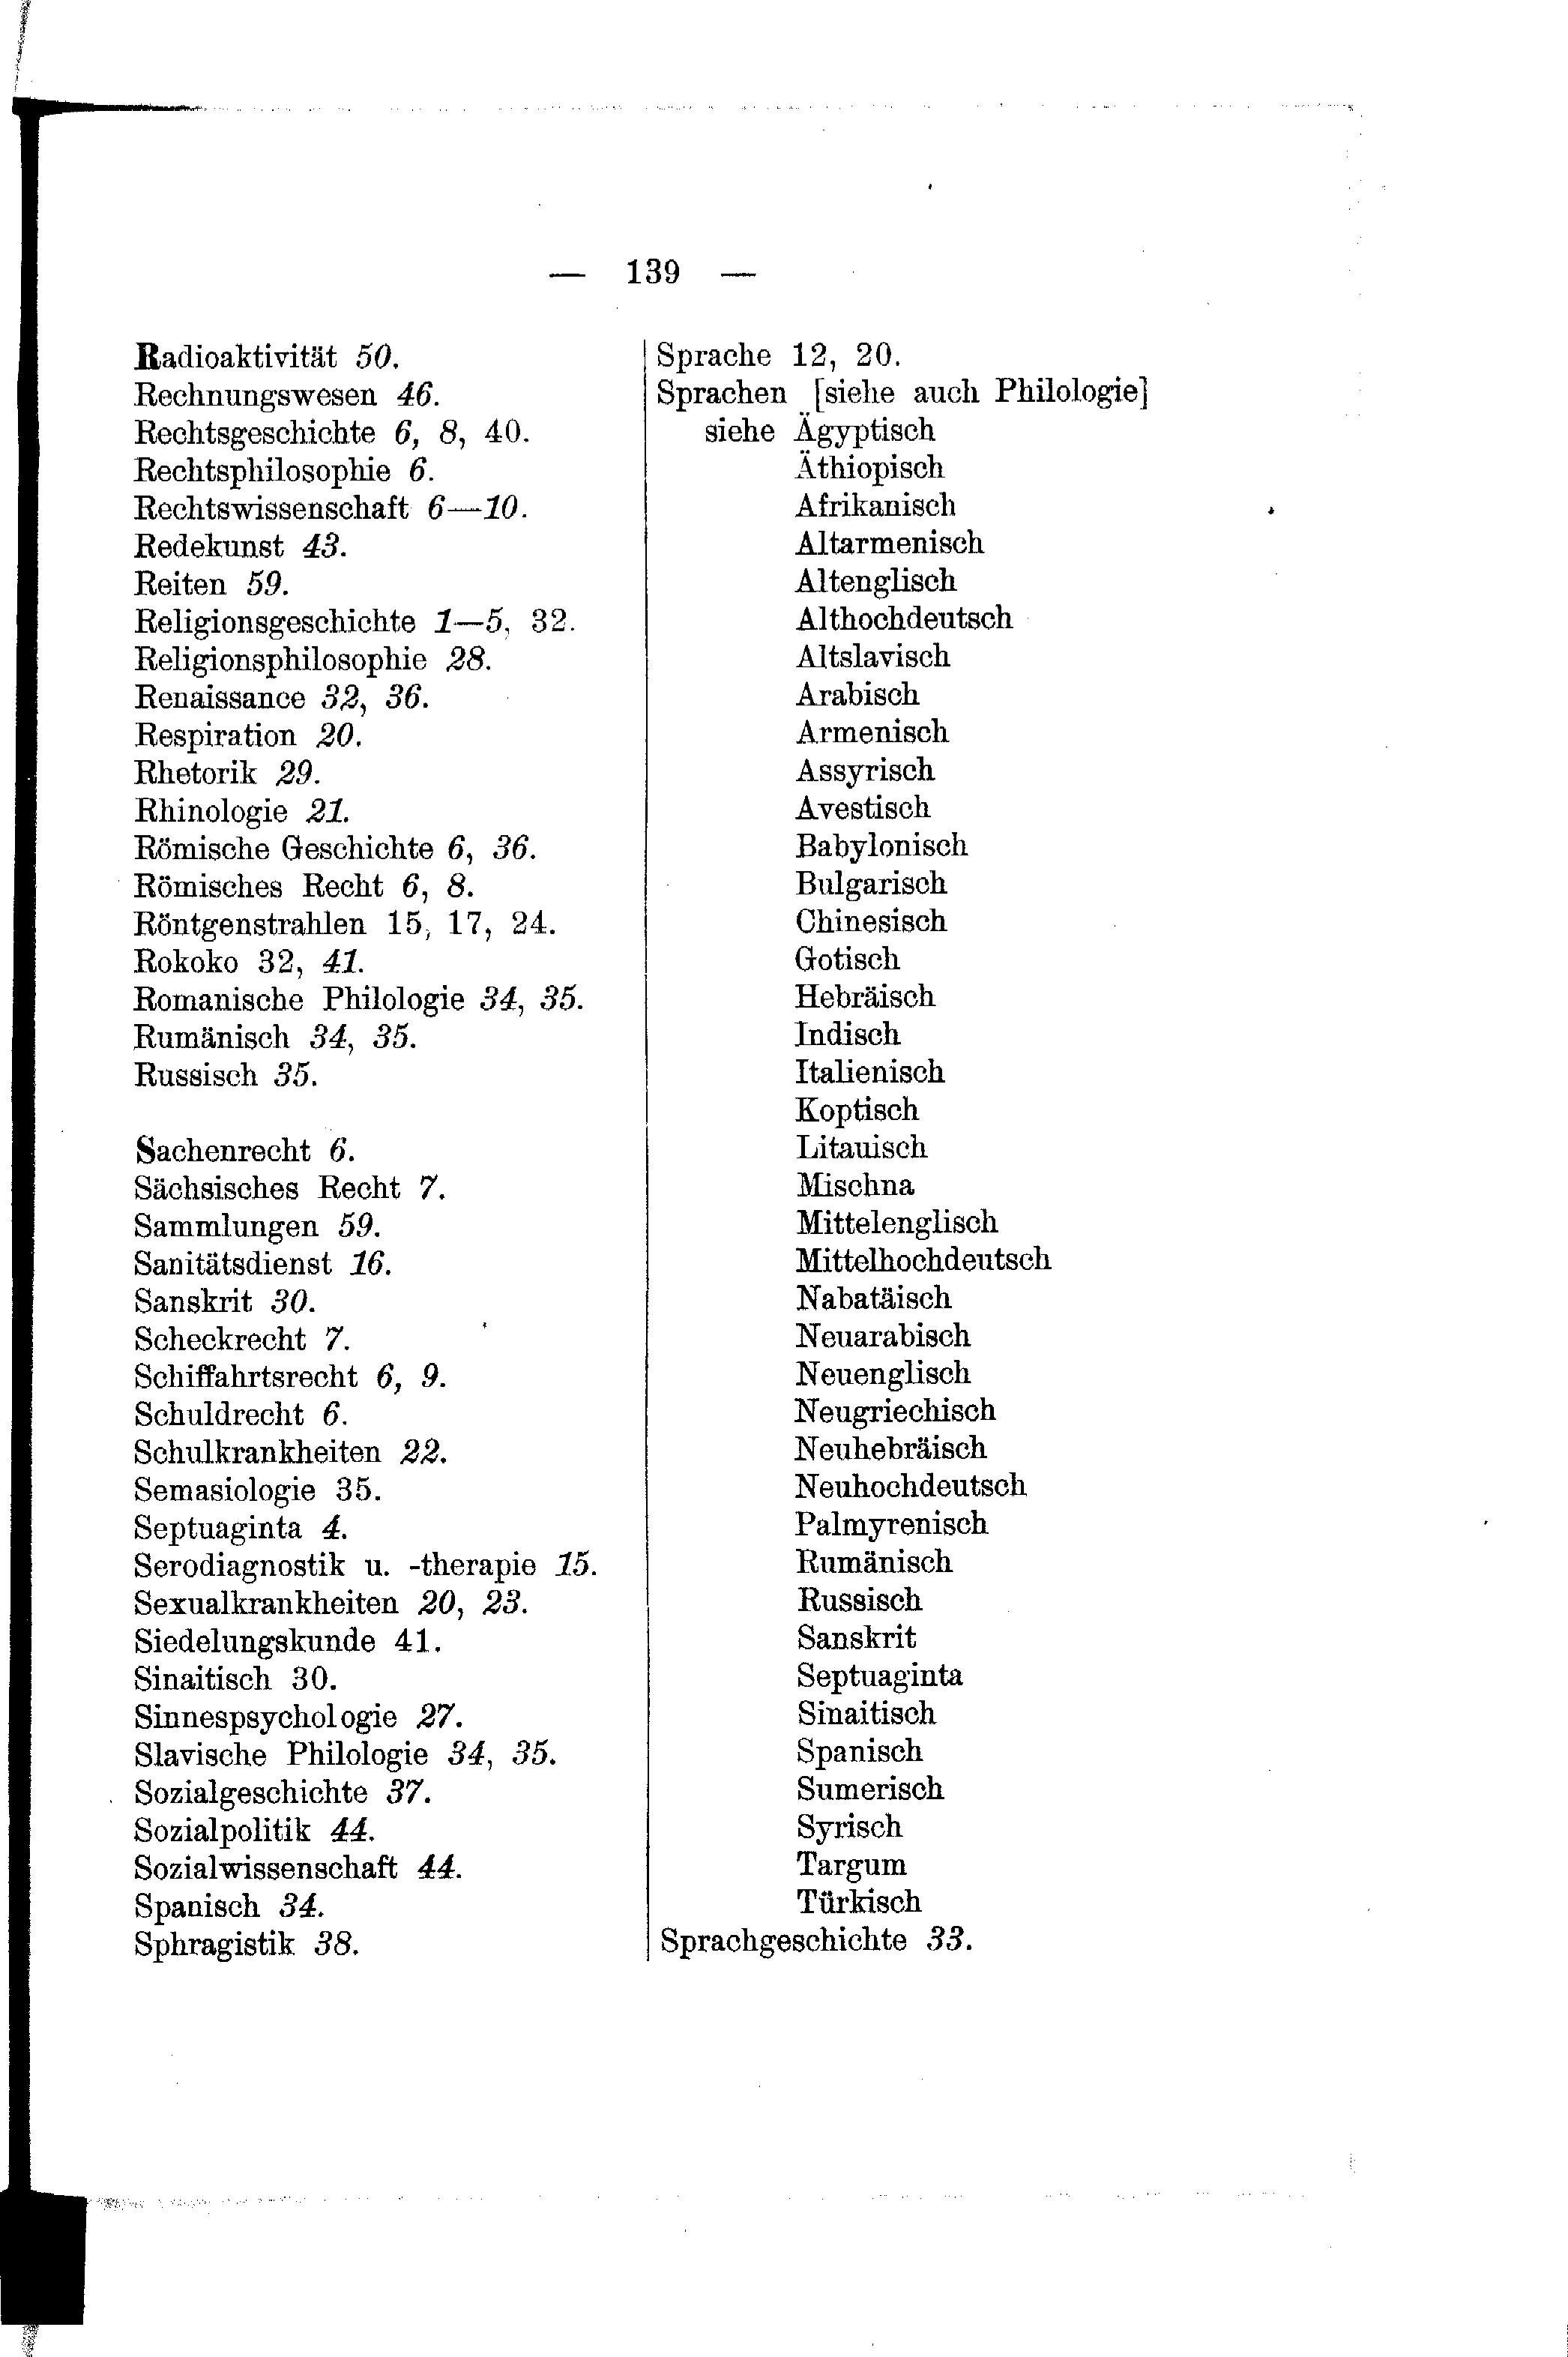 — 139 —
Radioaktivität 50.
Rechnungswesen 46.
Rechtsgeschichte 6, 8, 40.
Rechtsphilosophie 6.
Rechtswissenschaft 6—10.
Redekunst 43.
Reiten 59.
Religionsgeschichte 1—5, 32.
Religionsphilosophie 28.
Renaissance 32, 36.
Respiration 20.
Rhetorik 29.
Rhinologie 21.
Römische Geschichte 6, 36.
Römisches Recht 6, 8.
Röntgenstrahlen 15, 17, 24.
Rokoko 32, 41.
Romanische Philologie 34, 35.
Rumänisch 34, 35.
Russisch 35.
Sachenrecht 6.
Sächsisches Recht 7.
Sammlungen 59.
Sanitätsdienst 16.
Sanskrit 30.
Scheckrecht 7.
Schiffahrtsrecht 6, 9.
Schuldrecht 6.
Schulkrankheiten 22.
Semasiologie 35.
Septuaginta 4.
Serodiagnostik u. -therapie 15.
Sexualkrankheiten 20, 23.
Siedelungskunde 41.
Sinaitisch 30.
Sinnespsychologie 27.
Slavische Philologie 34, 35.
Sozialgeschichte 37.
Sozialpolitik 44.
Sozialwissenschaft 44.
Spanisch 34.
Sphragistik 38.
Sprache 12, 20.
Sprachen [siehe auch Philologie]
siehe Ägyptisch
Äthiopisch
Afrikanisch
Altarmenisch
Altenglisch
Althochdeutsch
Altslavisch
Arabisch
Armenisch
Assyrisch
Avestisch
Babylonisch
Bulgarisch
Chinesisch
Gotisch
Hebräisch
Indisch
Italienisch
Koptisch
Litauisch
Mischna
Mittelenglisch
Mittelhochdeutsch
Nabatäisch
Neuarabisch
Neuenglisch
Neugriechisch
Neuhebräisch
Neuhochdeutsch
Palmyrenisch
Rumänisch
Russisch
Sanskrit
Septuaginta
Sinaitisch
Spanisch
Sumerisch
Syrisch
Targum
Türkisch
Sprachgeschichte 33.